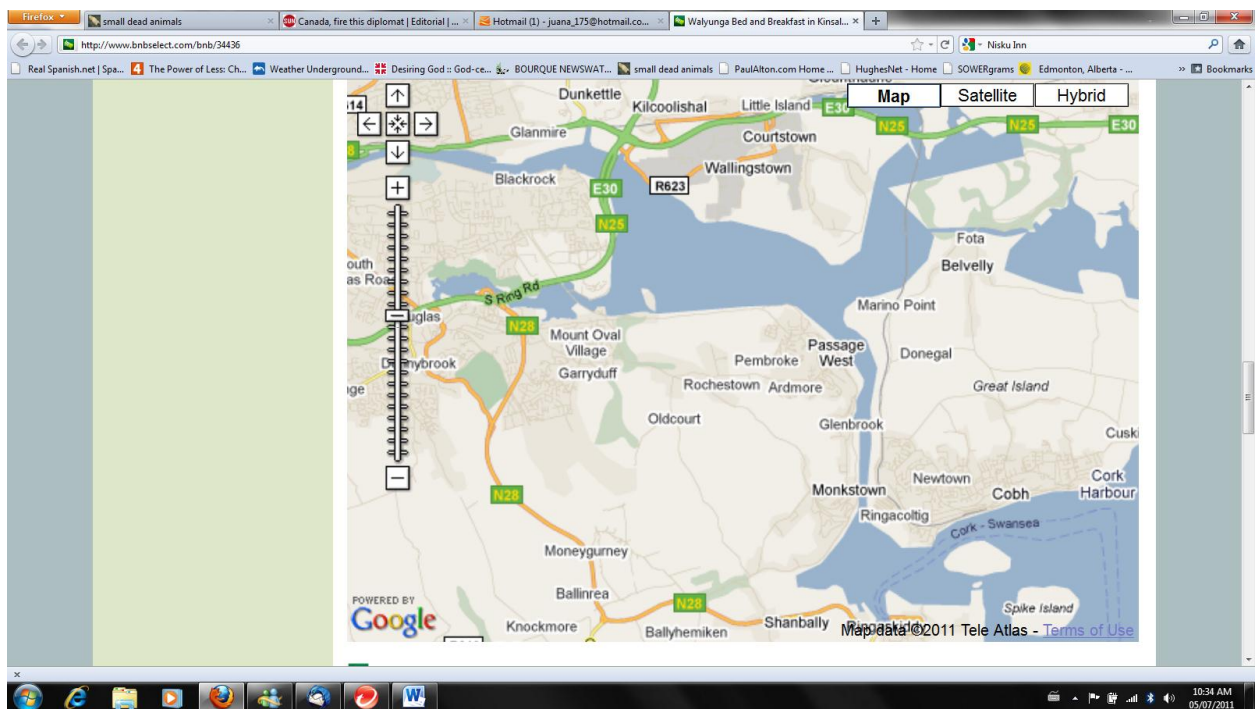 Firefox
small dead animals
Canada, fire this diplomat | Editorial | ...
Hotmail (1) - juana_175@hotmail.co...
Walyunga Bed and Breakfast in Kinsal...
http://www.bnbselect.com/bnb/34436
Nisku Inn
Real Spanish.net | Spa...
The Power of Less: Ch...
Weather Underground...
Desiring God :: God-ce...
BOURQUE NEWSWAT...
small dead animals
PaulAlton.com Home ...
HughesNet - Home
SOWERgrams
Edmonton, Alberta - ...
Bookmarks
Map
Satellite
Hybrid
Dunkettle
Kilcoolishal
Little Island
E30
N25
N25
E30
Glanmire
Courtstown
Wallingstown
Blackrock
E30
R623
N25
Fota
Belvelly
S Ring Rd
Marino Point
N28
Mount Oval
Village
Passage
West
Pembroke
Donegal
Garryduff
Rochestown
Ardmore
Great Island
Oldcourt
Glenbrook
Cusk
Newtown
Cork
Harbour
Monkstown
Cobh
N28
Ringacoltig
Cork - Swansea
Moneygurney
Ballinrea
N28
Spike Island
POWERED BY
Google
Knockmore
Ballyhemiken
Shanbally
Map data ©2011 Tele Atlas - Terms of Use
10:34 AM
05/07/2011